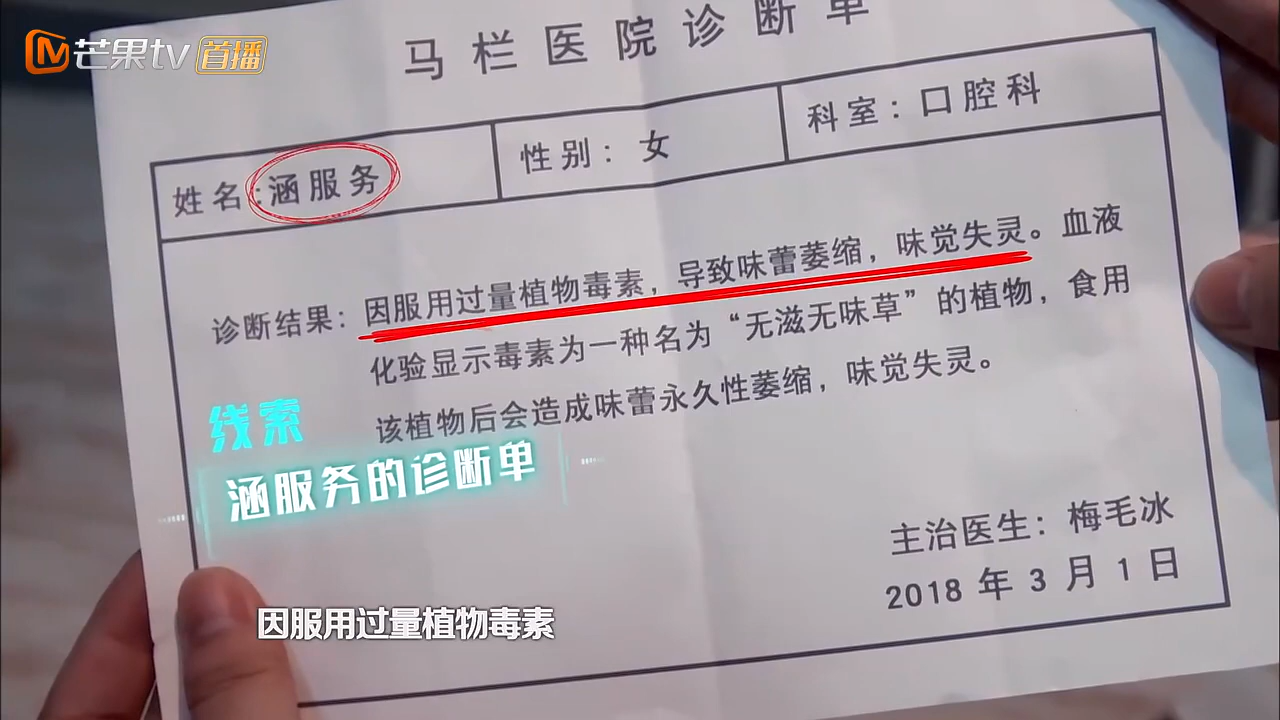 芒果tv 首播
马栏医院诊断单
姓名:涵服务
性别：女
科室：口腔科
诊断结果：因服用过量植物毒素，导致味蕾萎缩，味觉失灵。血液
化验显示毒素为一种名为“无滋无味草”的植物，食用
该植物后会造成味蕾永久性萎缩，味觉失灵。
线索
涵服务的诊断单
主治医生：梅毛冰
2018年3月1日
因服用过量植物毒素